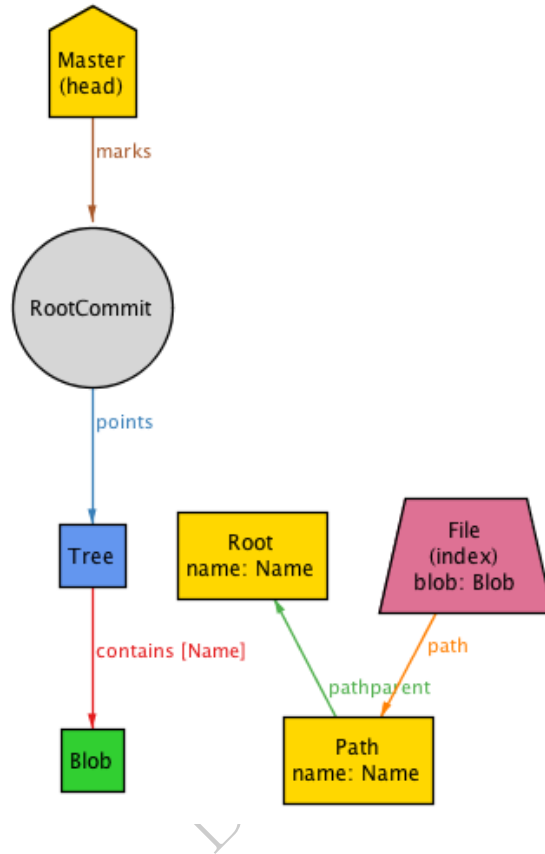 Master
(head)
marks
RootCommit
points
Tree
Root
name: Name
File
(index)
blob: Blob
contains [Name]
path
pathparent
Blob
Path
name: Name